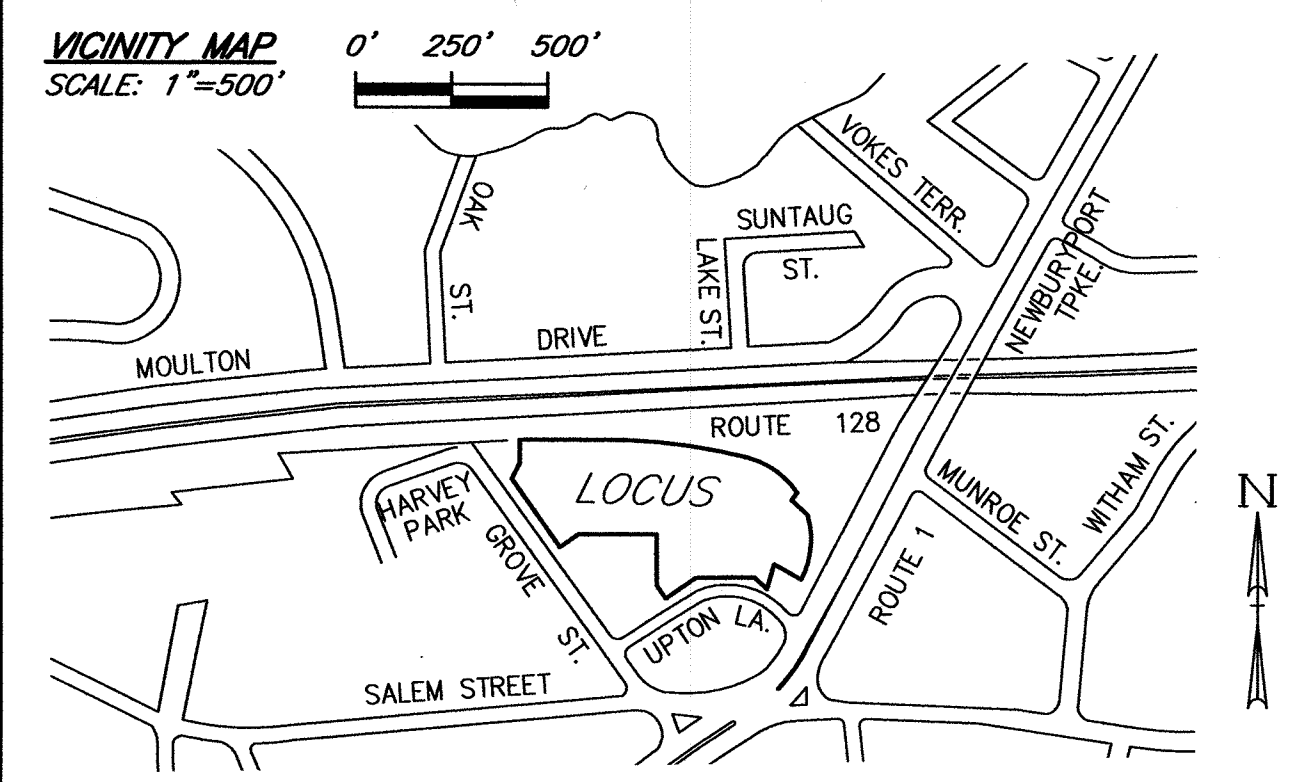 VICINITY MAP
SCALE: 1"=500'
0' 250' 500'
VOKES TERR.
OAK
ST.
SUNTAUG
ST.
LAKE ST.
NEWBURYPORT
TPKE.
MOULTON
DRIVE
ROUTE 128
LOCUS
HARVEY
PARK
GROVE
ST.
MUNROE ST.
WITHAM ST.
ROUTE 1
UPTON LA.
SALEM STREET
N